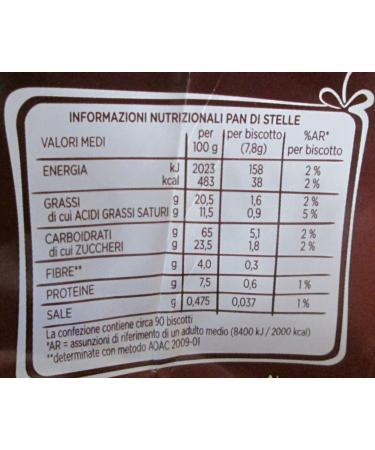 INFORMAZIONI NUTRIZIONALI PAN DI STELLE
VALORI MEDI per 100 g per biscotto (7,8g) %AR* per biscotto
ENERGIA kJ 2023 158 2 %
kcal 483 38 2 %
GRASSI g 20,5 1,6 2 %
di cui ACIDI GRASSI SATURI g 11,5 0,9 5 %
CARBOIDRATI g 65 5,1 2 %
di cui ZUCCHERI g 23,5 1,8 2 %
FIBRE** g 4,0 0,3
PROTEINE g 7,5 0,6 1 %
SALE g 0,475 0,037 1 %
La confezione contiene circa 90 biscotti
*AR = assunzioni di riferimento di un adulto medio (8400 kJ / 2000 kcal)
**determinate con metodo AOAC 2009-01